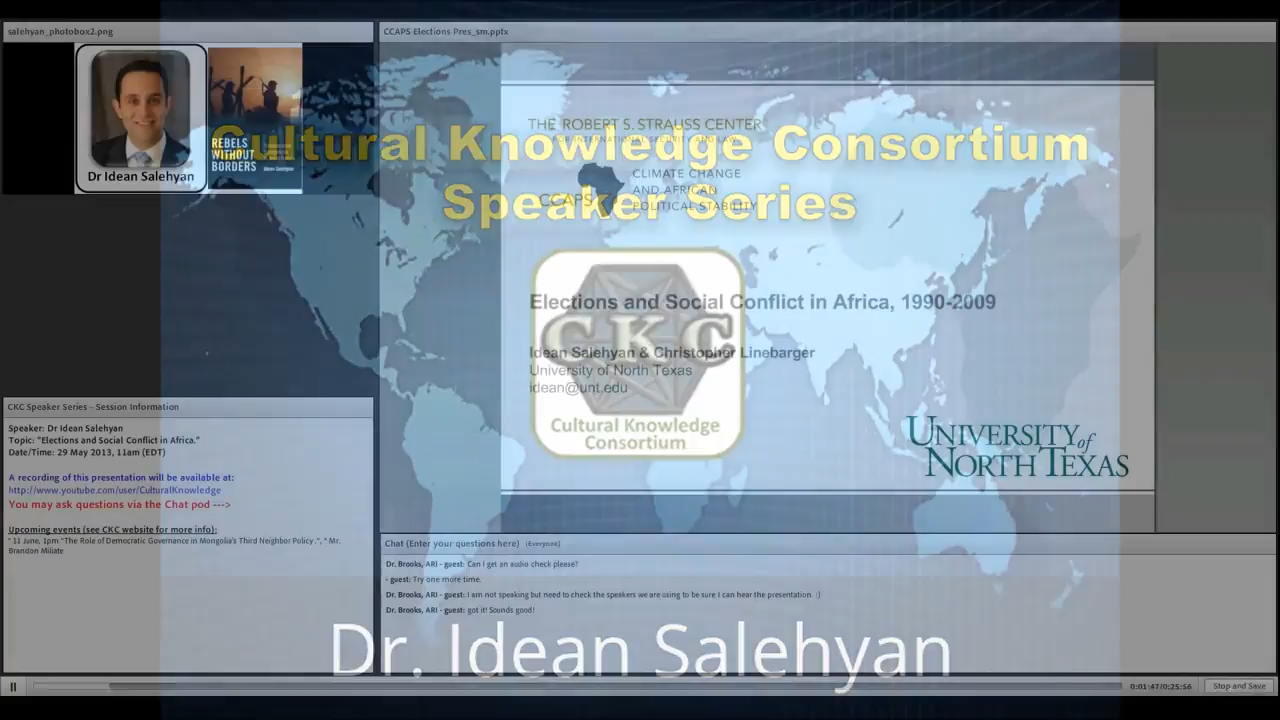 salehyan_photobox2.png
REBELS
WITHOUT
BORDERS
Dr Idean Salehyan
CCAPS Elections Pres_sm.pptx
THE ROBERT S. STRAUSS CENTER
Cultural Knowledge Consortium
Speaker Series
CLIMATE CHANGE
AND AFRICAN
POLITICAL STABILITY
CCAPS
Elections and Social Conflict in Africa, 1990-2009
CKC
Idean Salehyan & Christopher Linebarger
University of North Texas
idean@unt.edu
Cultural Knowledge
Consortium
UNIVERSITY of
NORTH TEXAS
CKC Speaker Series - Session Information
Speaker: Dr Idean Salehyan
Topic: "Elections and Social Conflict in Africa."
Date/Time: 29 May 2013, 11am (EDT)
A recording of this presentation will be available at:
http://www.youtube.com/user/CulturalKnowledge
You may ask questions via the Chat pod --->
Upcoming events (see CKC website for more info):
* 11 June, 1pm "The Role of Democratic Governance in Mongolia's Third Neighbor Policy.", " Mr.
Brandon Miliate
Chat (Enter your questions here) (Everyone)
Dr. Brooks, ARI - guest: Can I get an audio check please?
- guest: Try one more time.
Dr. Brooks, ARI - guest: I am not speaking but need to check the speakers we are using to be sure I can hear the presentation. :)
Dr. Brooks, ARI - guest: got it! Sounds good!
Dr. Idean Salehyan
0:01:47/0:25:56
Stop and Save